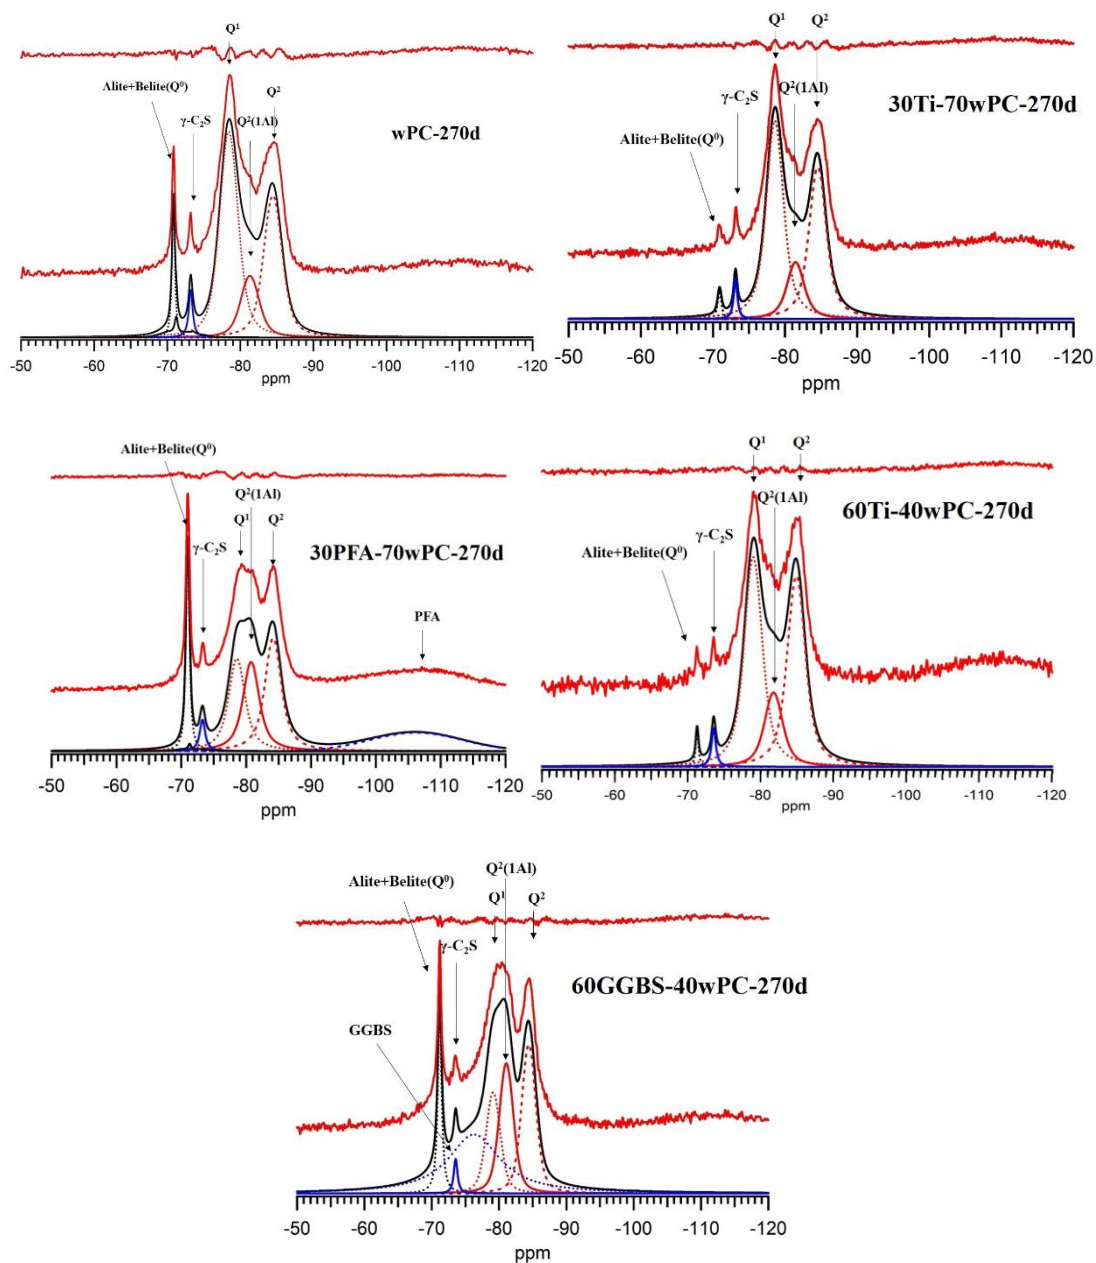 Q¹
Alite+Belite(Q⁰)
γ-C₂S
Q²(1Al)
Q²
wPC-270d
-50 -60 -70 -80 -90 -100 -110 -120
ppm
Q¹ Q²
Q²(1Al)
γ-C₂S
Alite+Belite(Q⁰)
30Ti-70wPC-270d
-50 -60 -70 -80 -90 -100 -110 -120
ppm
Alite+Belite(Q⁰)
Q²(1Al)
Q¹ Q²
γ-C₂S
30PFA-70wPC-270d
PFA
-50 -60 -70 -80 -90 -100 -110 -120
ppm
Q¹ Q²
Q²(1Al)
60Ti-40wPC-270d
γ-C₂S
Alite+Belite(Q⁰)
-50 -60 -70 -80 -90 -100 -110 -120
ppm
Q²(1Al)
Alite+Belite(Q⁰)
Q¹ Q²
γ-C₂S
60GGBS-40wPC-270d
GGBS
-50 -60 -70 -80 -90 -100 -110 -120
ppm